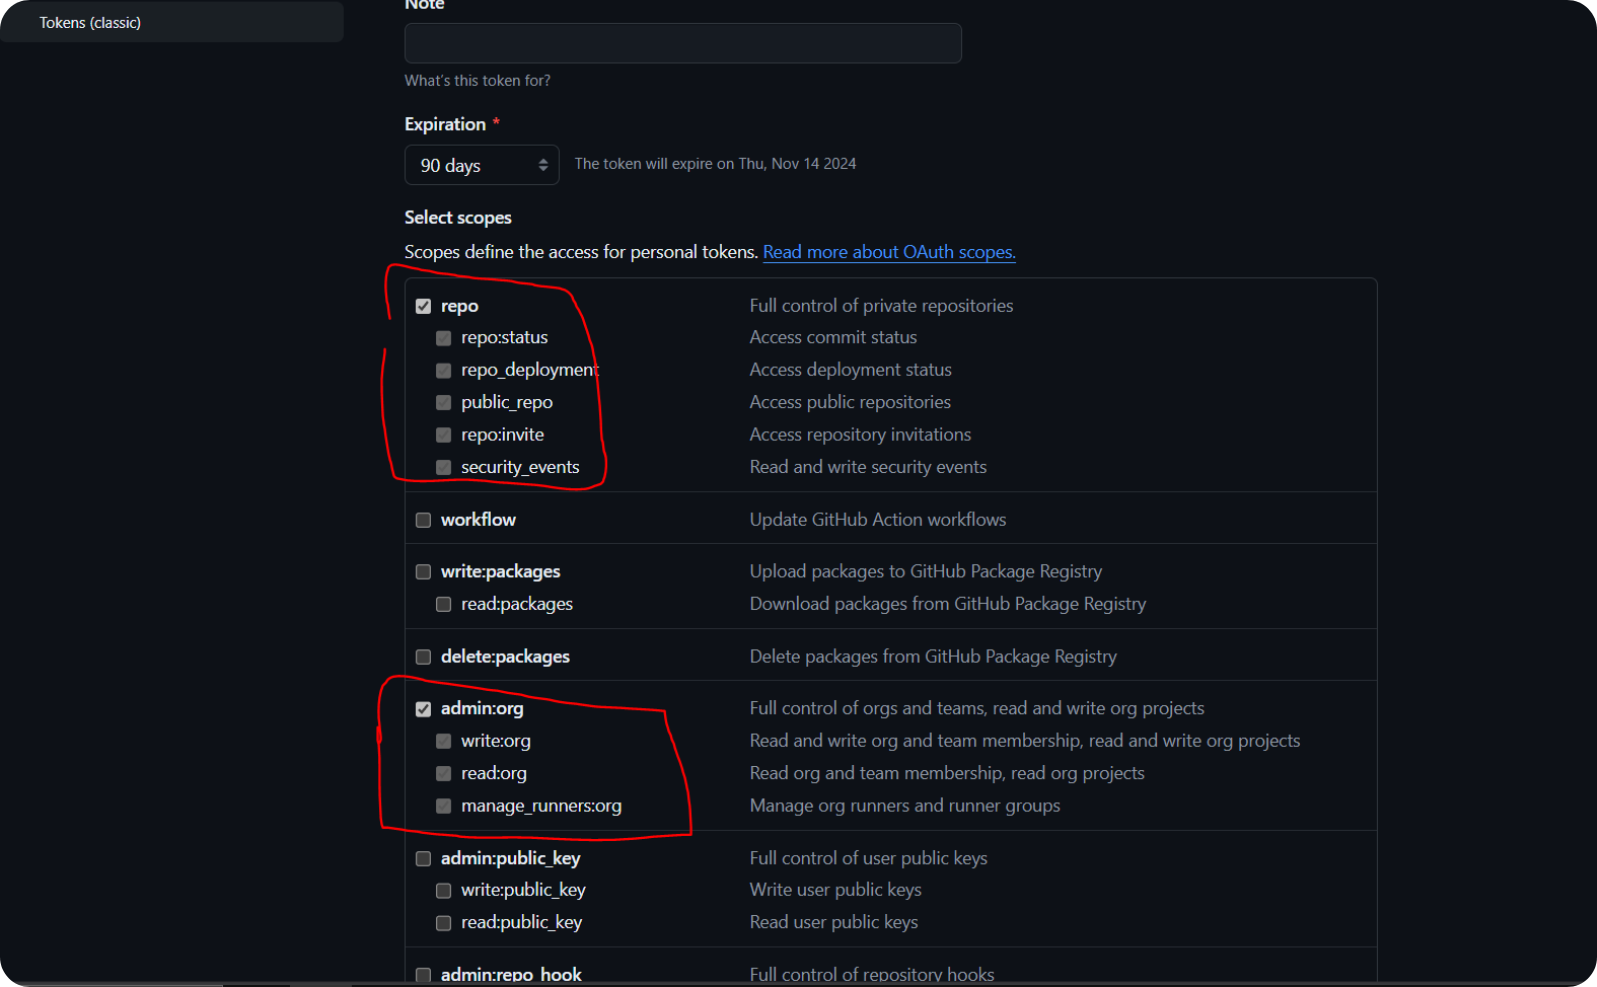 Tokens (classic)
Note
What's this token for?
Expiration *
90 days
The token will expire on Thu, Nov 14 2024
Select scopes
Scopes define the access for personal tokens. Read more about OAuth scopes.
repo Full control of private repositories
repo:status Access commit status
repo_deployment Access deployment status
public_repo Access public repositories
repo:invite Access repository invitations
security_events Read and write security events
workflow Update GitHub Action workflows
write:packages Upload packages to GitHub Package Registry
read:packages Download packages from GitHub Package Registry
delete:packages Delete packages from GitHub Package Registry
admin:org Full control of orgs and teams, read and write org projects
write:org Read and write org and team membership, read and write org projects
read:org Read org and team membership, read org projects
manage_runners:org Manage org runners and runner groups
admin:public_key Full control of user public keys
write:public_key Write user public keys
read:public_key Read user public keys
admin:repo_hook Full control of repository hooks